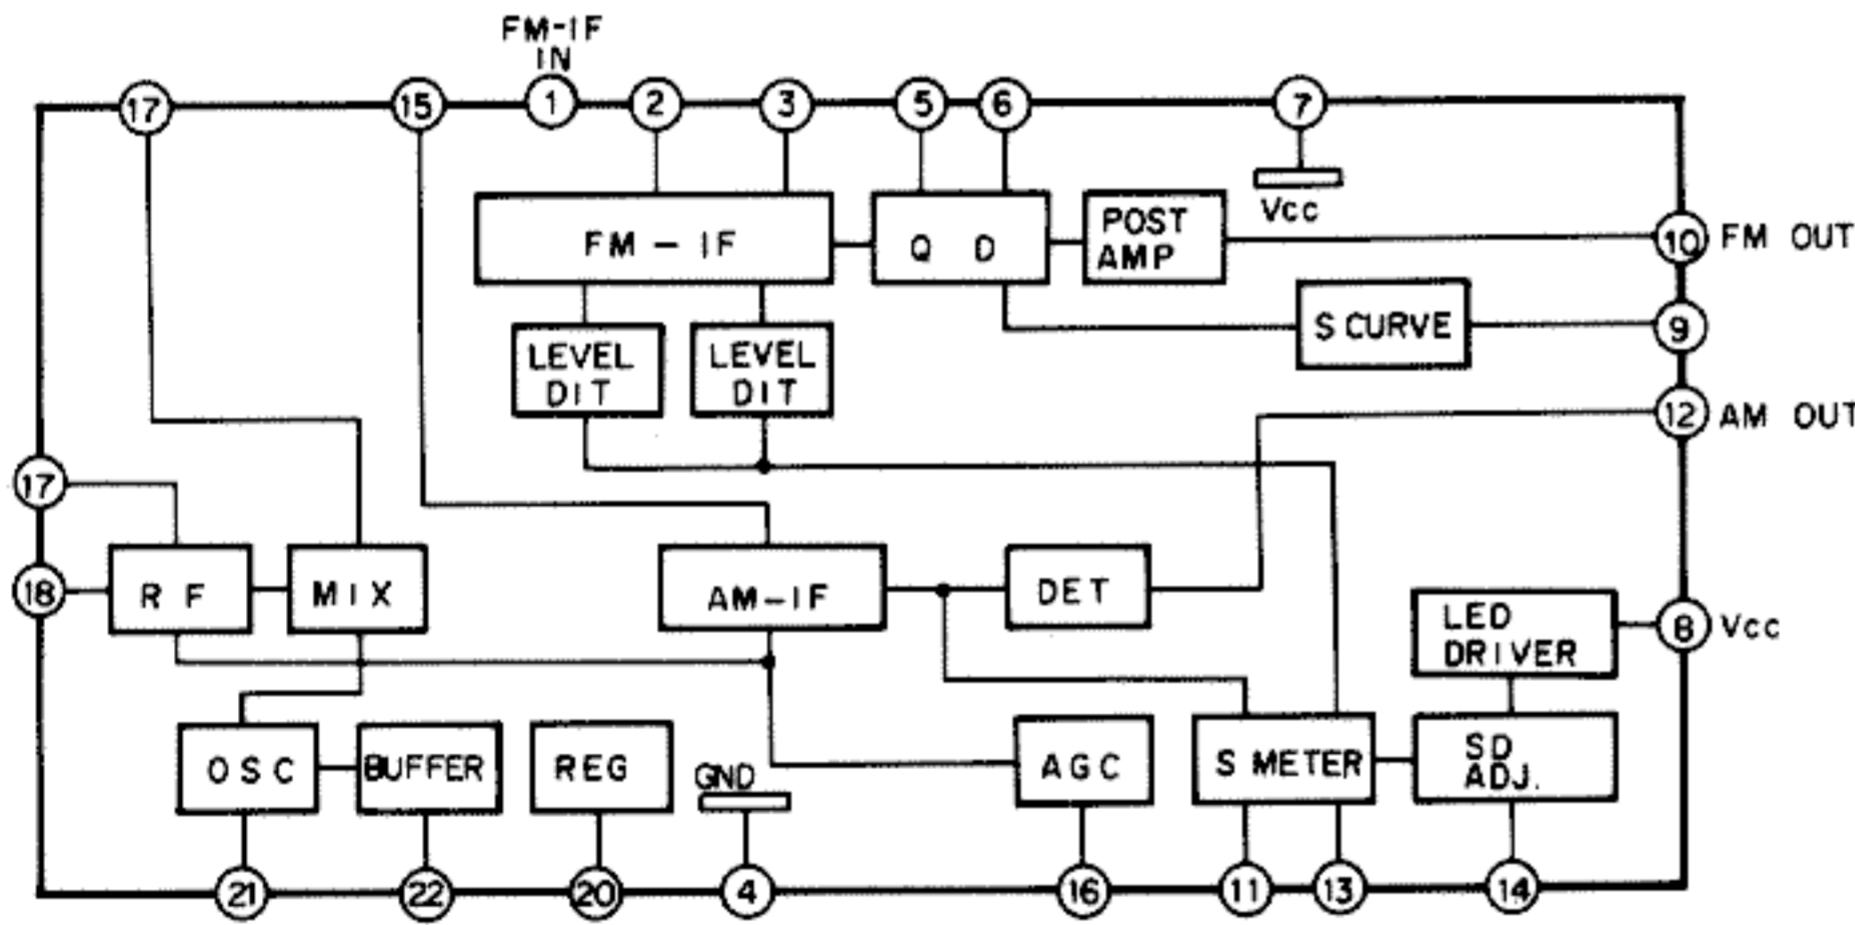 FM-IF
IN
17
15
1
2
3
5
6
7
Vcc
FM-IF
Q D
POST
AMP
10 FM OUT
S CURVE
9
LEVEL
DIT
LEVEL
DIT
12 AM OUT
17
18
RF
MIX
AM-IF
DET
LED
DRIVER
8 Vcc
OSC
BUFFER
REG
GND
AGC
S METER
SD
ADJ.
21
22
20
4
16
11
13
14